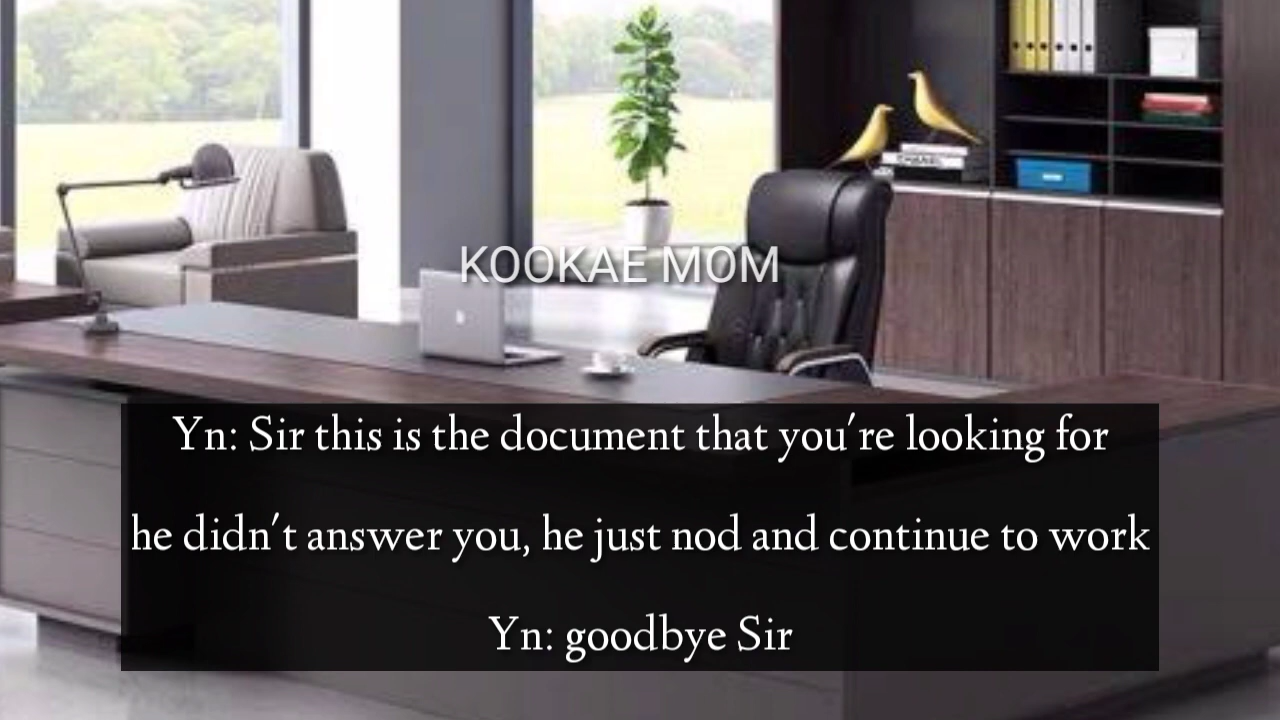 CHANEL
KOOKAE MOM
Yn: Sir this is the document that you're looking for
he didn't answer you, he just nod and continue to work
Yn: goodbye Sir